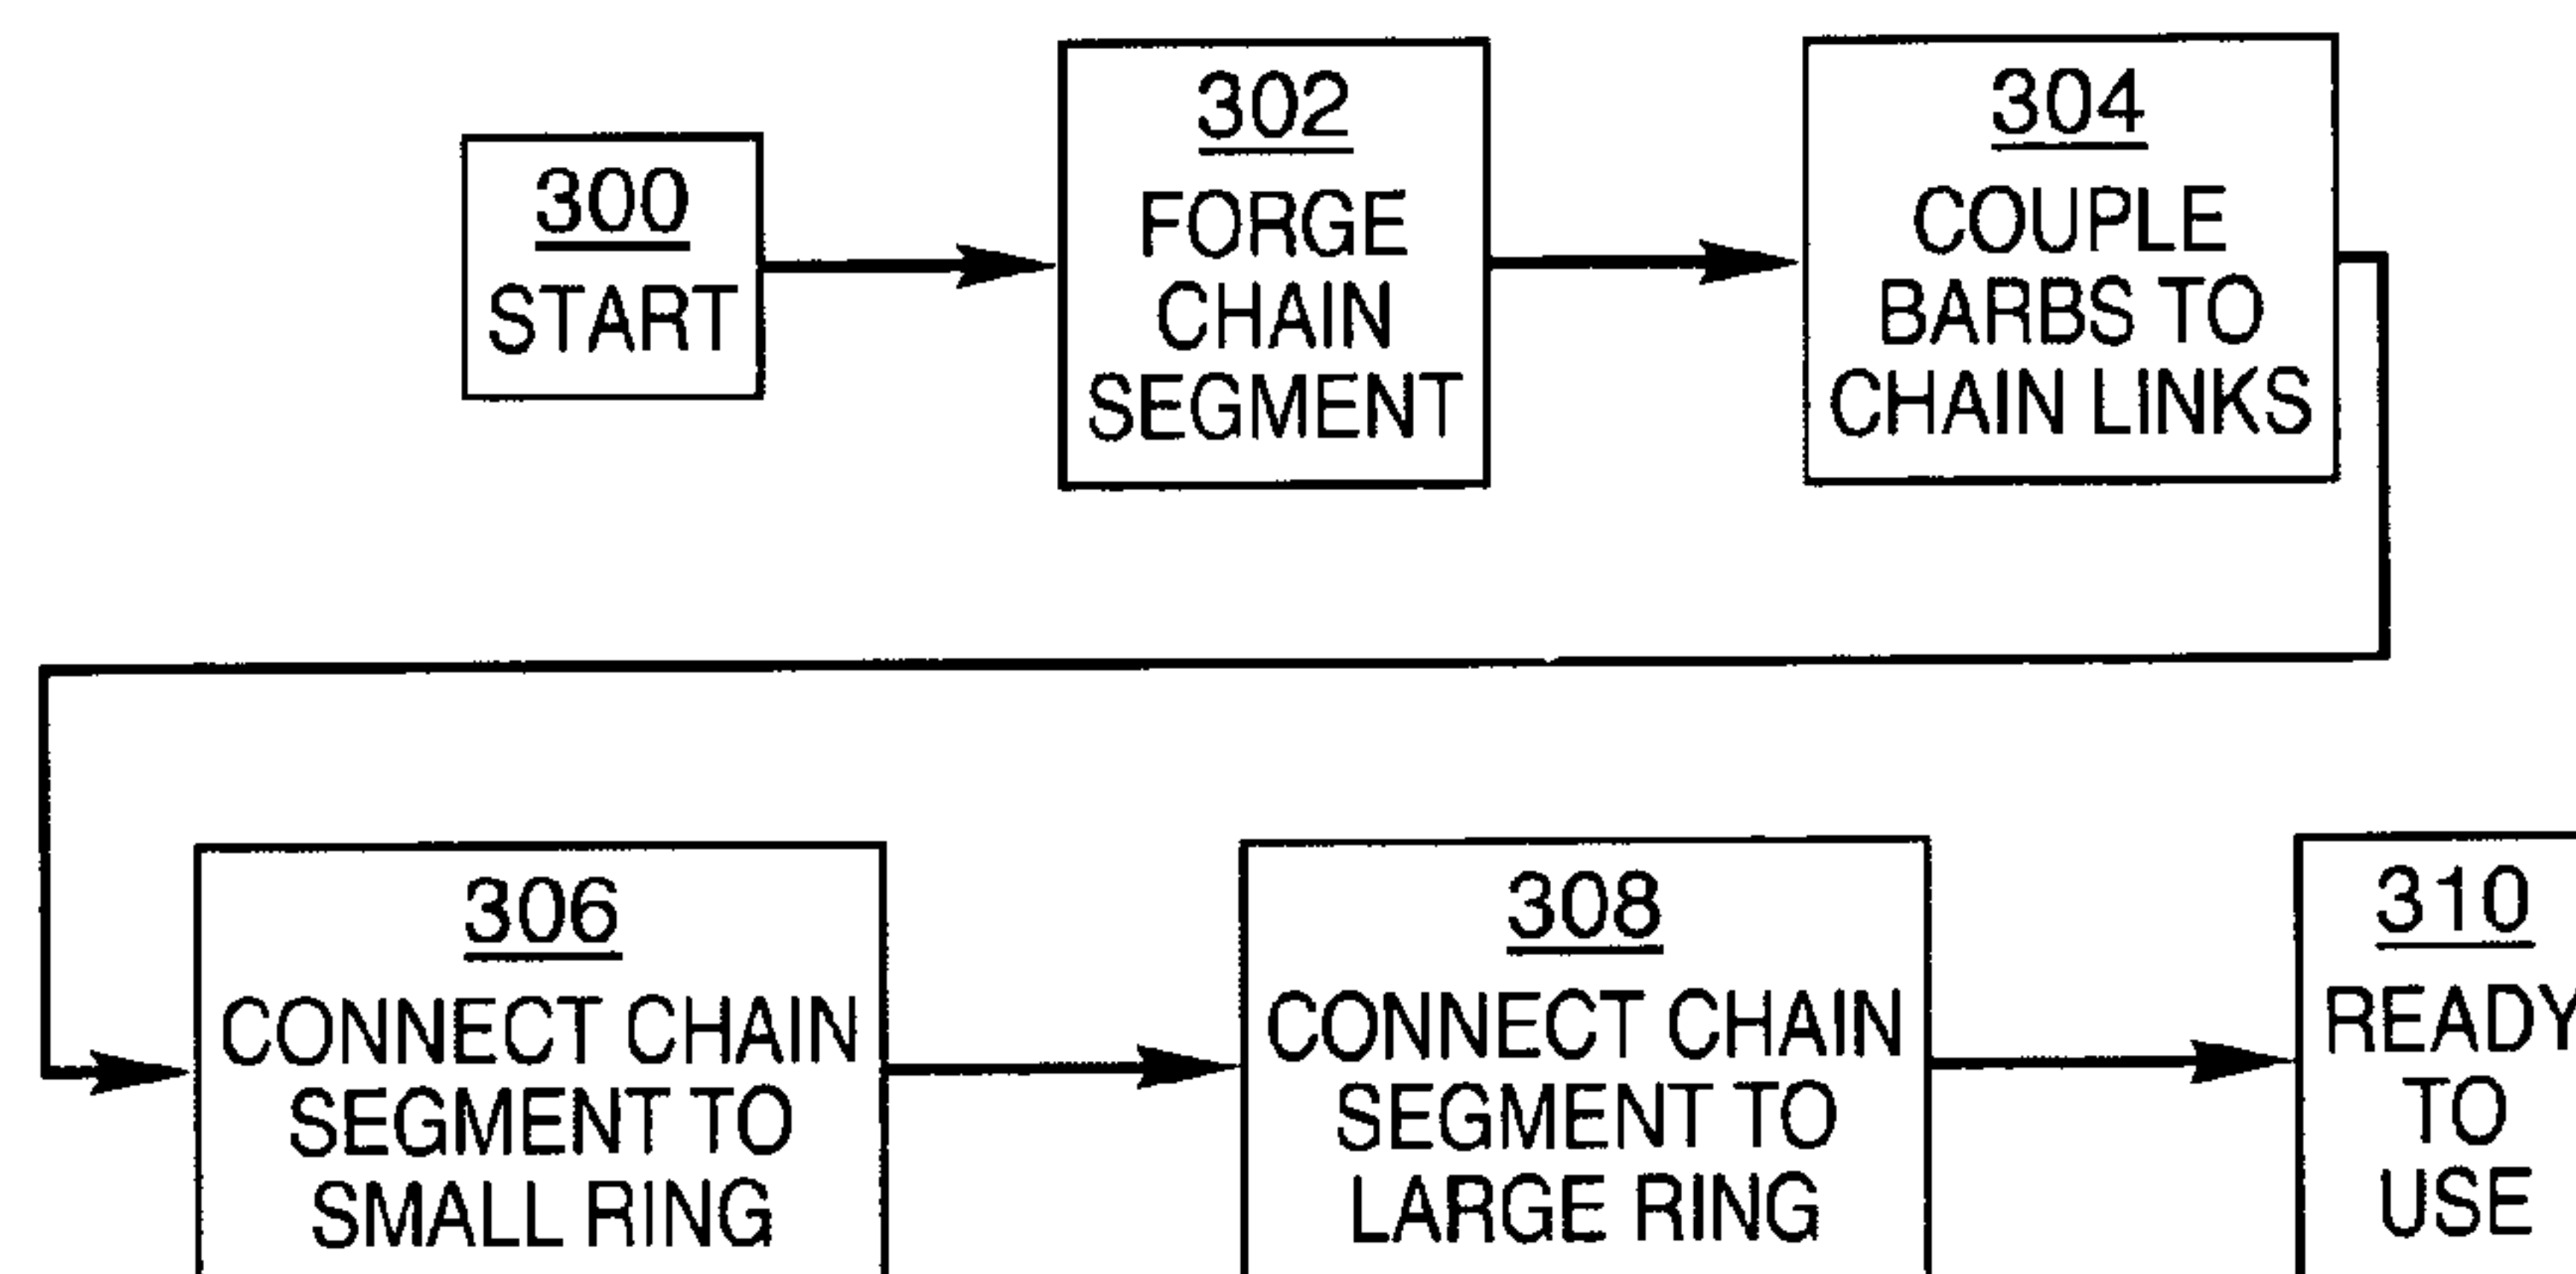 300
START
302
FORGE
CHAIN
SEGMENT
304
COUPLE
BARBS TO
CHAIN LINKS
306
CONNECT CHAIN
SEGMENT TO
SMALL RING
308
CONNECT CHAIN
SEGMENT TO
LARGE RING
310
READY
TO
USE